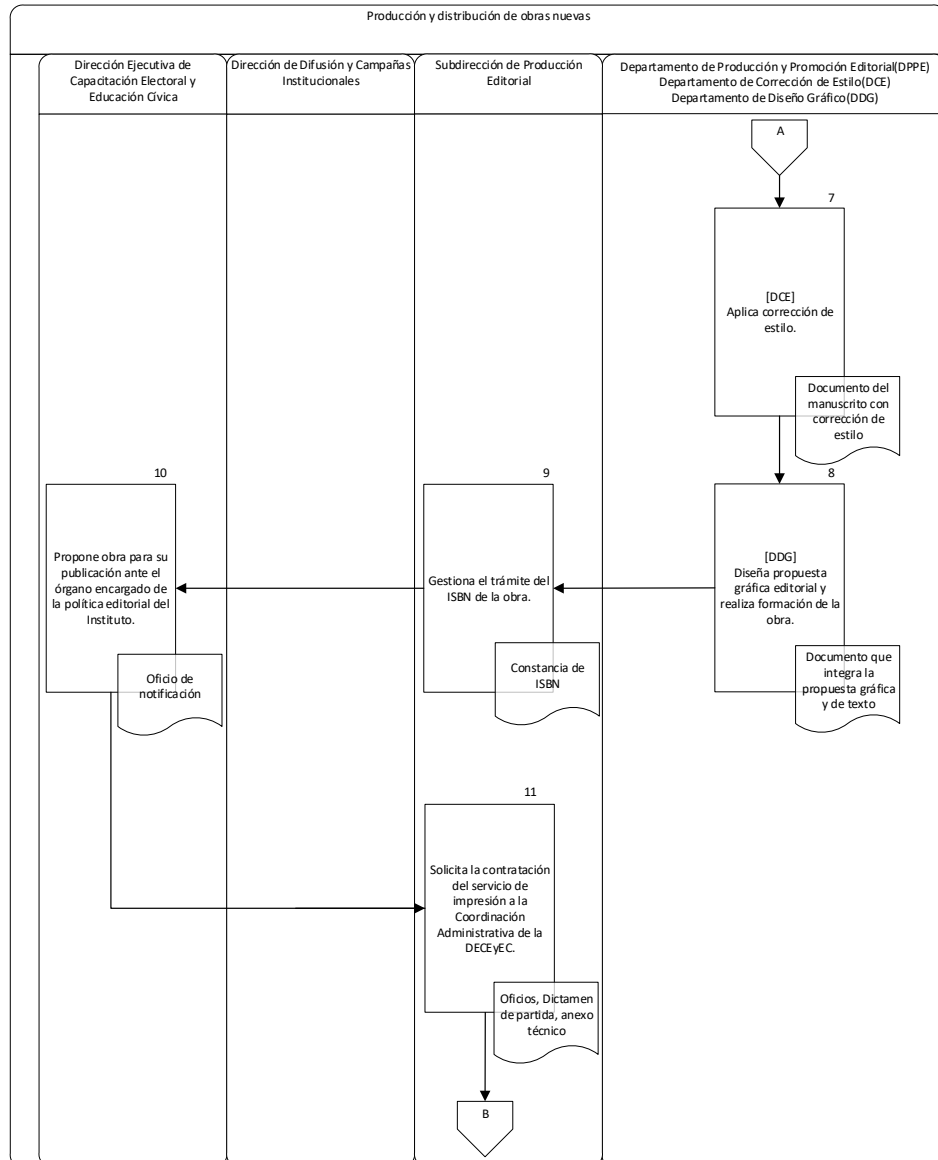 Producción y distribución de obras nuevas
Dirección Ejecutiva de
Capacitación Electoral y
Educación Cívica
Dirección de Difusión y Campañas
Institucionales
Subdirección de Producción
Editorial
Departamento de Producción y Promoción Editorial(DPPE)
Departamento de Corrección de Estilo(DCE)
Departamento de Diseño Gráfico(DDG)
A
7
[DCE]
Aplica corrección de
estilo.
Documento del
manuscrito con
corrección de
estilo
8
[DDG]
Diseña propuesta
gráfica editorial y
realiza formación de la
obra.
Documento que
integra la
propuesta gráfica
y de texto
9
Gestiona el trámite del
ISBN de la obra.
Constancia de
ISBN
10
Propone obra para su
publicación ante el
órgano encargado de
la política editorial del
Instituto.
Oficio de
notificación
11
Solicita la contratación
del servicio de
impresión a la
Coordinación
Administrativa de la
DECEyEC.
Oficios, Dictamen
de partida, anexo
técnico
B